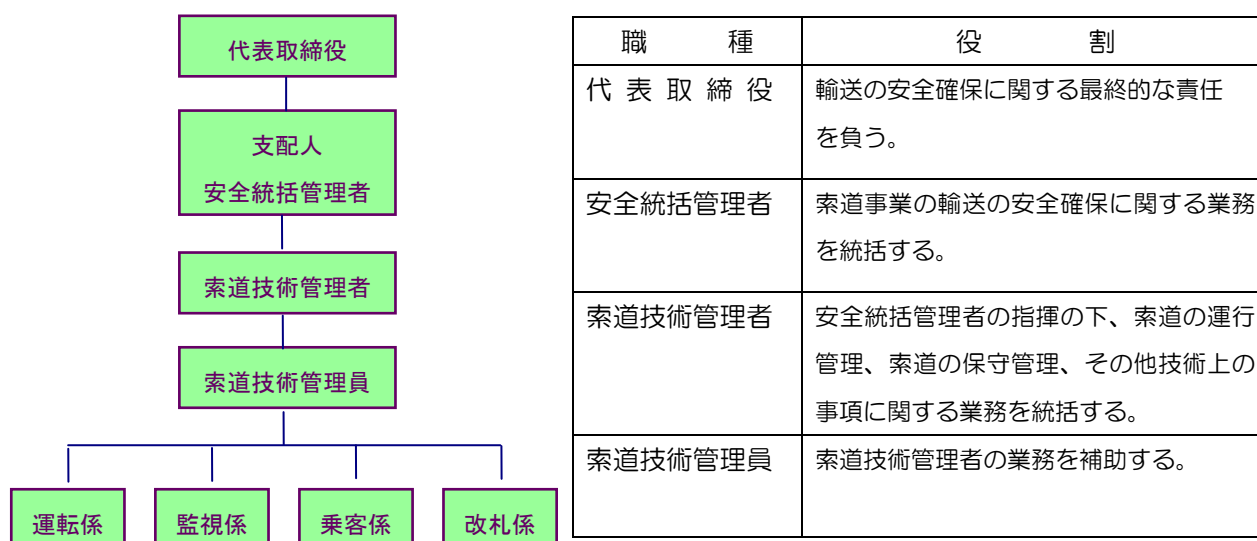 代表取締役
支配人
安全統括管理者
索道技術管理者
索道技術管理員
運転係 監視係 乗客係 改札係
職 種 役 割
代表取締役 輸送の安全確保に関する最終的な責任
を負う。
安全統括管理者 索道事業の輸送の安全確保に関する業務
を統括する。
索道技術管理者 安全統括管理者の指揮の下、索道の運行
管理、索道の保守管理、その他技術上の
事項に関する業務を統括する。
索道技術管理員 索道技術管理者の業務を補助する。